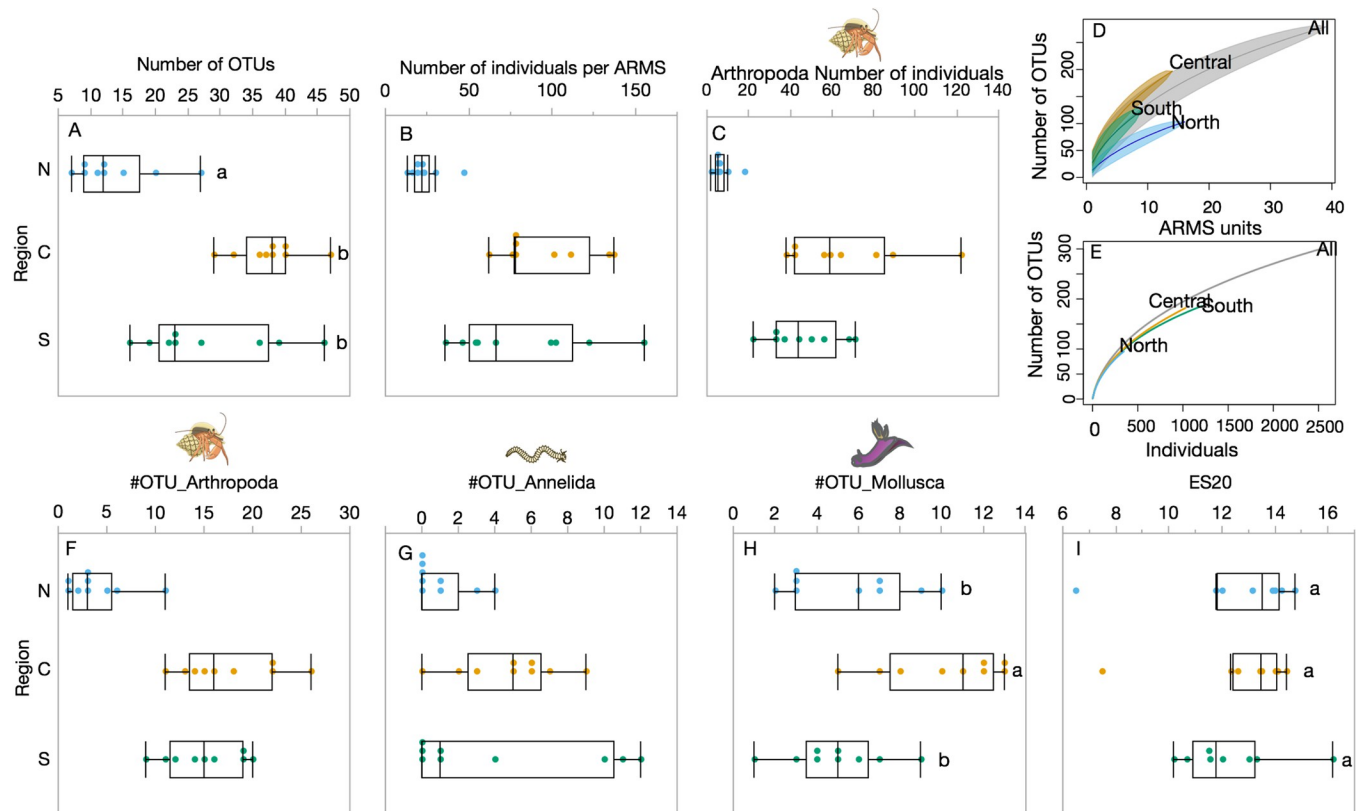 Number of OTUs
5 10 15 20 25 30 35 40 45 50
A
N
a
Region
C
b
S
b
Number of individuals per ARMS
0 50 100 150
B
Arthropoda Number of individuals
0 20 40 60 80 100 120 140
C
D
Number of OTUs
200
150
100
50
0
All
Central
South
North
0 10 20 30 40
ARMS units
E
Number of OTUs
300
200
150
100
50
0
All
Central
South
North
0 500 1000 1500 2000 2500
Individuals
#OTU_Arthropoda
0 5 10 15 20 25 30
F
N
Region
C
S
#OTU_Annelida
0 2 4 6 8 10 12 14
G
#OTU_Mollusca
0 2 4 6 8 10 12 14
H
b
a
b
ES20
6 8 10 12 14 16
I
a
a
a